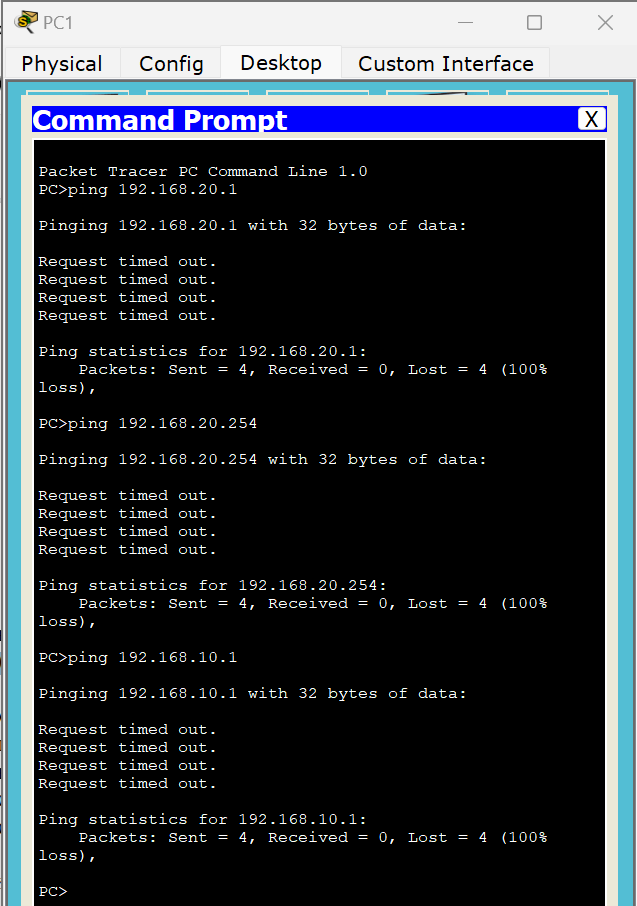 PC1
Physical Config Desktop Custom Interface
Command Prompt X
Packet Tracer PC Command Line 1.0
PC>ping 192.168.20.1
Pinging 192.168.20.1 with 32 bytes of data:
Request timed out.
Request timed out.
Request timed out.
Request timed out.
Ping statistics for 192.168.20.1:
    Packets: Sent = 4, Received = 0, Lost = 4 (100%
loss),
PC>ping 192.168.20.254
Pinging 192.168.20.254 with 32 bytes of data:
Request timed out.
Request timed out.
Request timed out.
Request timed out.
Ping statistics for 192.168.20.254:
    Packets: Sent = 4, Received = 0, Lost = 4 (100%
loss),
PC>ping 192.168.10.1
Pinging 192.168.10.1 with 32 bytes of data:
Request timed out.
Request timed out.
Request timed out.
Request timed out.
Ping statistics for 192.168.10.1:
    Packets: Sent = 4, Received = 0, Lost = 4 (100%
loss),
PC>